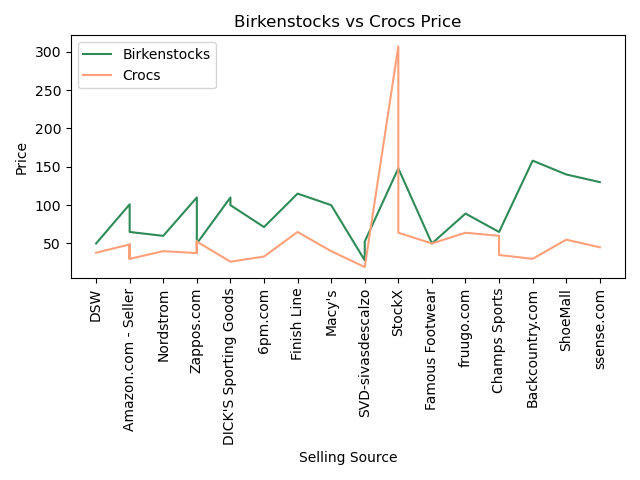 Birkenstocks vs Crocs Price
Birkenstocks
Crocs
Price
300
250
200
150
100
50
DSW
Amazon.com - Seller
Nordstrom
Zappos.com
DICK'S Sporting Goods
6pm.com
Finish Line
Macy's
SVD-sivasdescalzo
StockX
Famous Footwear
fruugo.com
Champs Sports
Backcountry.com
ShoeMall
ssense.com
Selling Source